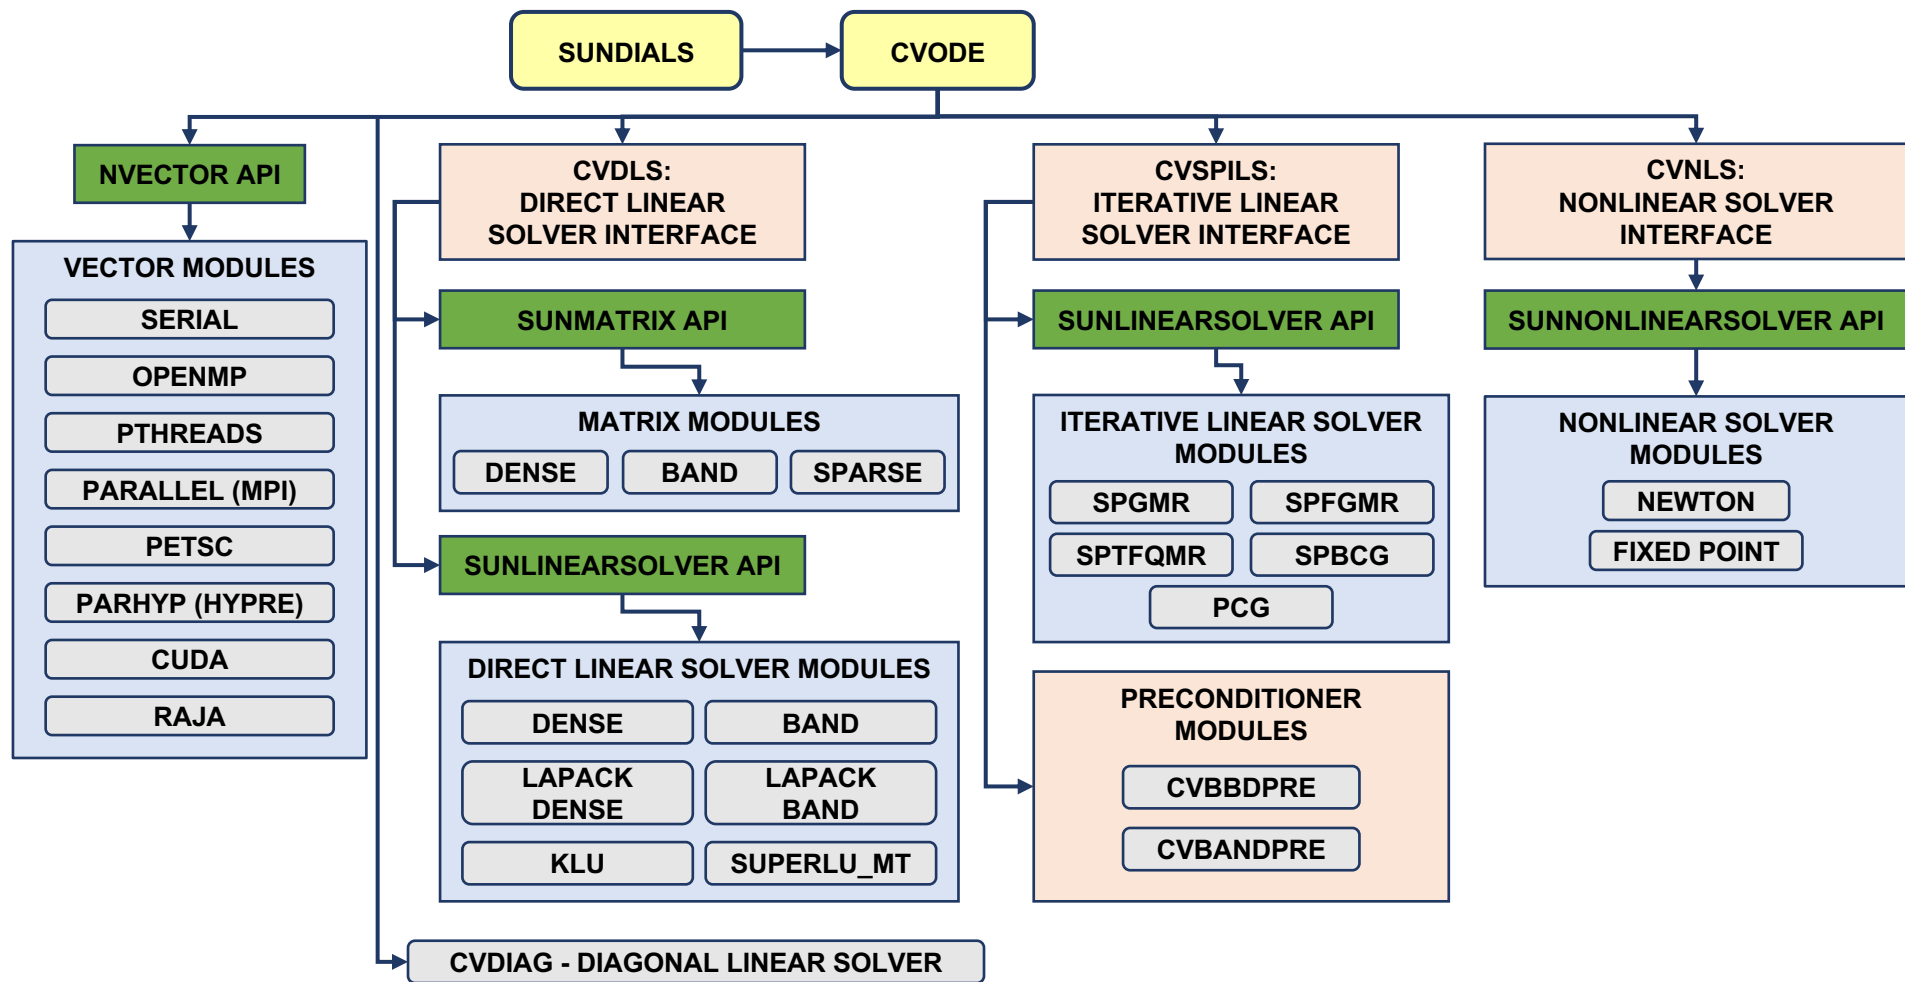 SUNDIALS
CVODE
NVECTOR API
VECTOR MODULES
SERIAL
OPENMP
PTHREADS
PARALLEL (MPI)
PETSC
PARHYP (HYPRE)
CUDA
RAJA
CVDLS:
DIRECT LINEAR
SOLVER INTERFACE
SUNMATRIX API
MATRIX MODULES
DENSE
BAND
SPARSE
SUNLINEARSOLVER API
DIRECT LINEAR SOLVER MODULES
DENSE
BAND
LAPACK
DENSE
LAPACK
BAND
KLU
SUPERLU_MT
CVDIAG - DIAGONAL LINEAR SOLVER
CVSPILS:
ITERATIVE LINEAR
SOLVER INTERFACE
SUNLINEARSOLVER API
ITERATIVE LINEAR SOLVER
MODULES
SPGMR
SPFGMR
SPTFQMR
SPBCG
PCG
PRECONDITIONER
MODULES
CVBBDPRE
CVBANDPRE
CVNLS:
NONLINEAR SOLVER
INTERFACE
SUNNONLINEARSOLVER API
NONLINEAR SOLVER
MODULES
NEWTON
FIXED POINT